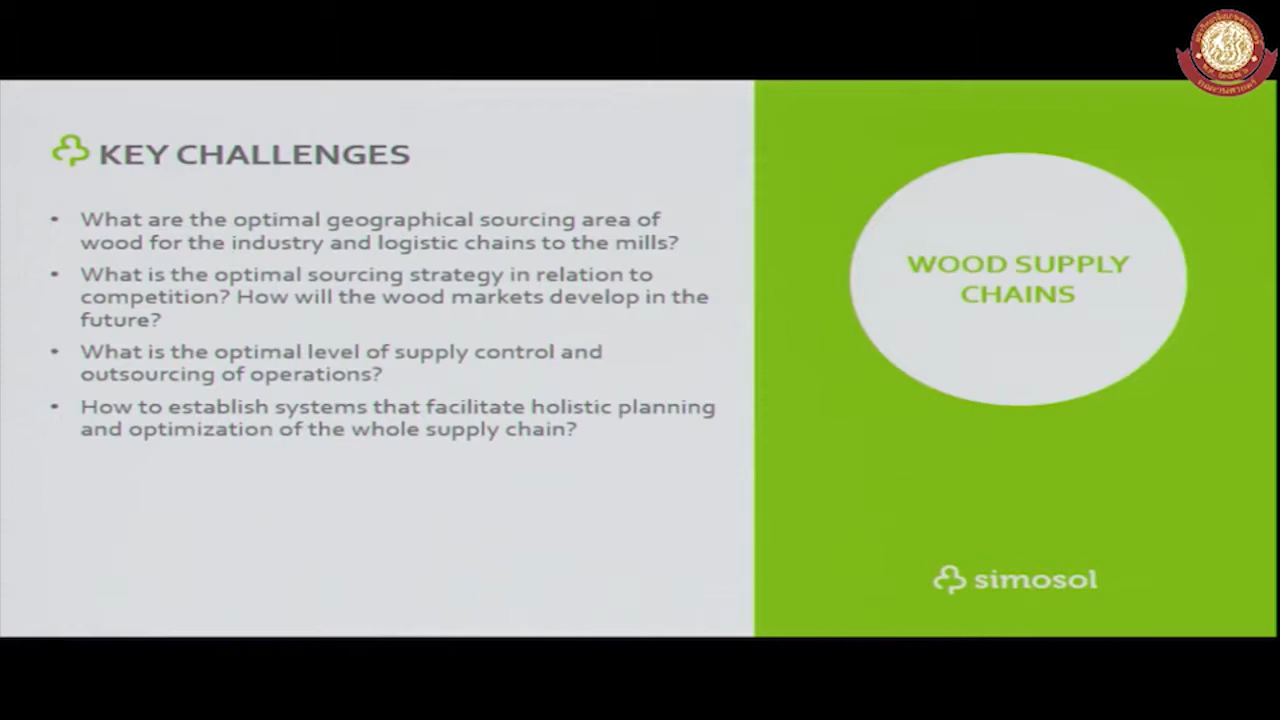 KEY CHALLENGES
• What are the optimal geographical sourcing area of
wood for the industry and logistic chains to the mills?
• What is the optimal sourcing strategy in relation to
competition? How will the wood markets develop in the
future?
• What is the optimal level of supply control and
outsourcing of operations?
• How to establish systems that facilitate holistic planning
and optimization of the whole supply chain?
WOOD SUPPLY
CHAINS
simosol